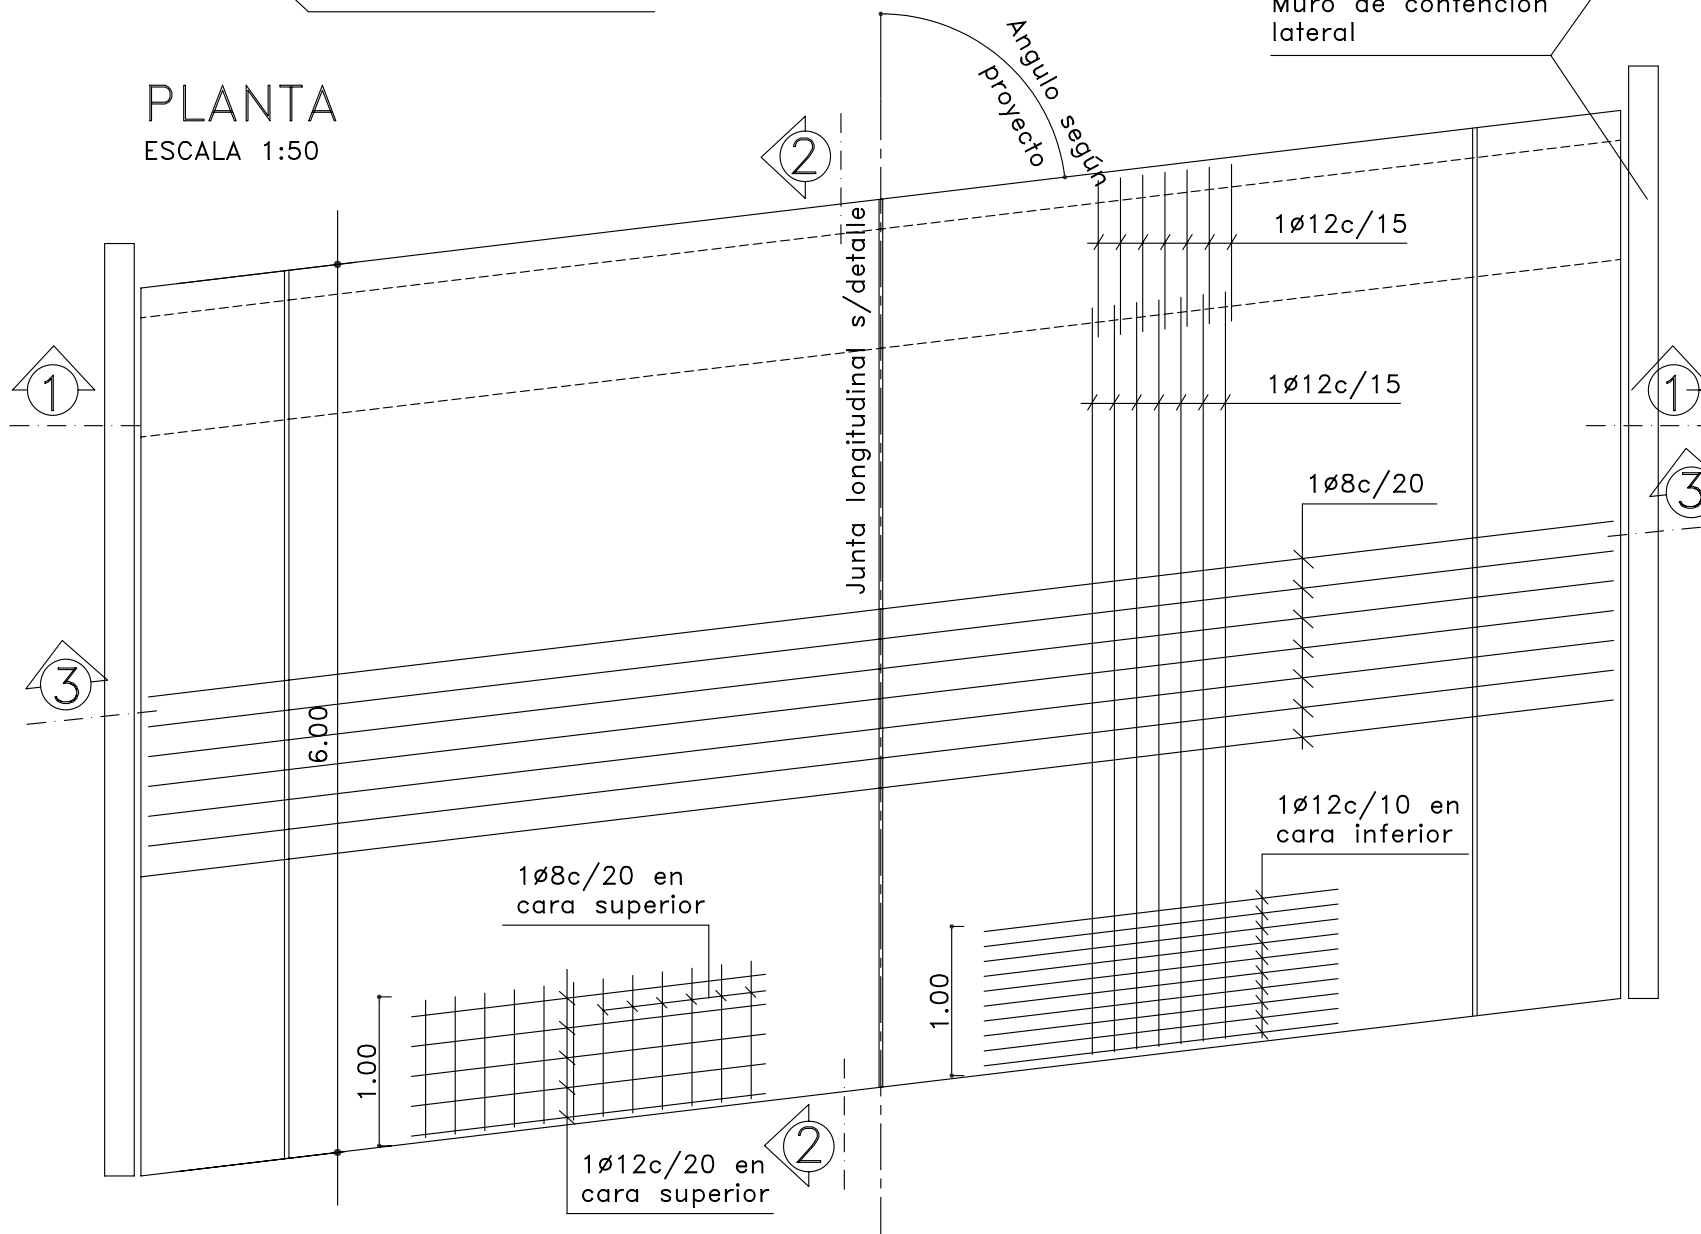 Muro de contención
lateral
PLANTA
ESCALA 1:50
Angulo según
proyecto
2
1ø12c/15
Junta longitudinal s/detalle
1
1ø12c/15
1
1ø8c/20
3
3
6.00
1ø12c/10 en
cara inferior
1ø8c/20 en
cara superior
1.00
1.00
2
1ø12c/20 en
cara superior